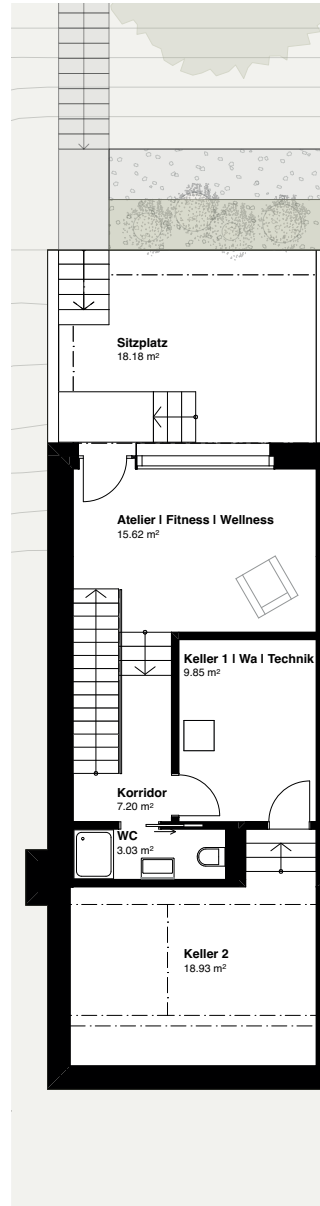 Sitzplatz
18.18 m²
Atelier I Fitness I Wellness
15.62 m²
Keller 1 I Wa I Technik
9.85 m²
Korridor
7.20 m²
WC
3.03 m²
Keller 2
18.93 m²